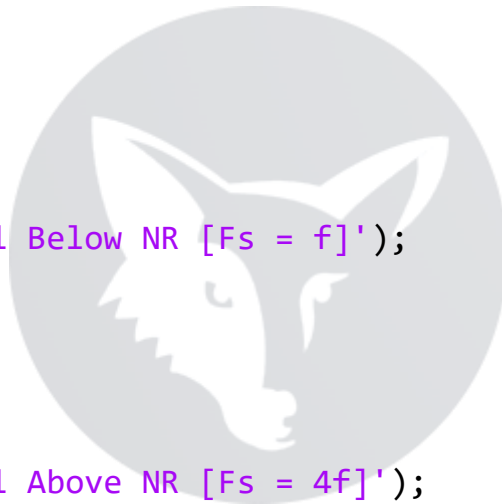 l Below NR [Fs = f]');
l Above NR [Fs = 4f]');